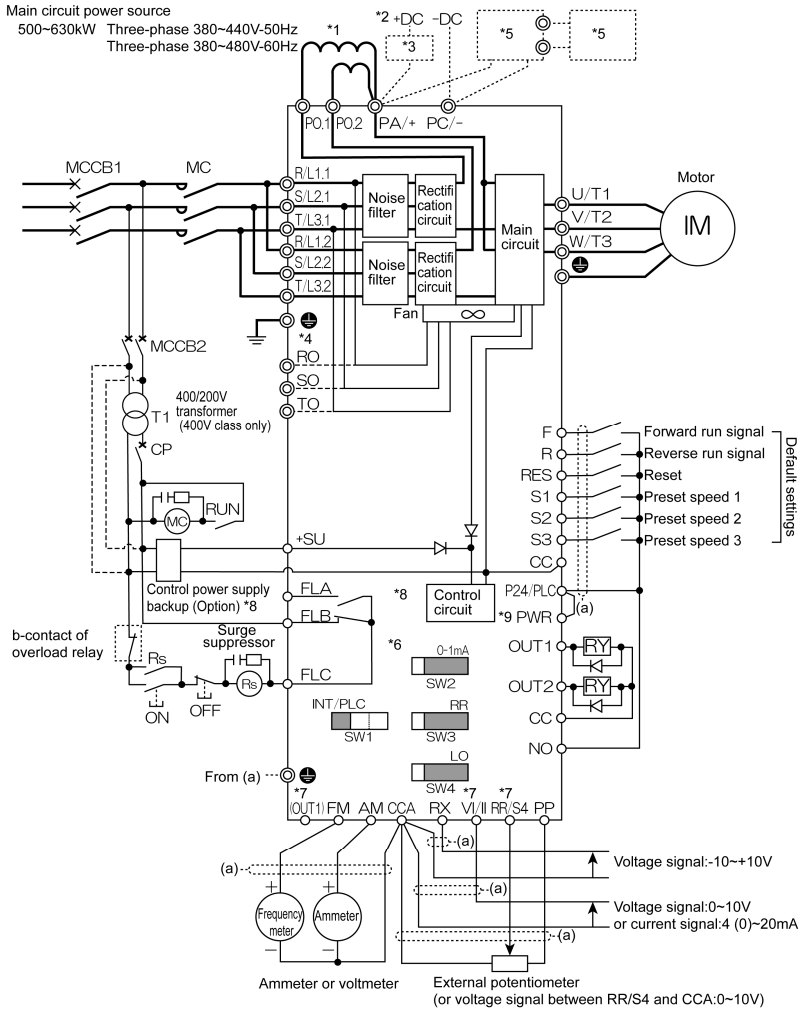 Main circuit power source
500~630kW Three-phase 380~440V-50Hz
Three-phase 380~480V-60Hz
*1
*2 +DC −DC
*3
*5
*5
PO.1
PO.2
PA/+
PC/-
MCCB1
MC
R/L1.1
S/L2.1
T/L3.1
R/L1.2
S/L2.2
T/L3.2
Noise
filter
Rectifi
cation
circuit
Noise
filter
Rectifi
cation
circuit
Main
circuit
U/T1
V/T2
W/T3
Motor
IM
Fan
*4
MCCB2
RO
SO
TO
400/200V
transformer
(400V class only)
T1
CP
F
R
RES
S1
S2
S3
CC
P24/PLC
*9 PWR
(a)
Forward run signal
Reverse run signal
Reset
Preset speed 1
Preset speed 2
Preset speed 3
Default settings
MC
RUN
+SU
Control power supply
backup (Option) *8
FLA
FLB
FLC
*8
Control
circuit
b-contact of
overload relay
Surge
suppressor
Rs
Rs
ON
OFF
*6
0~1mA
SW2
INT/PLC
SW1
RR
SW3
LO
SW4
OUT1
RY
OUT2
RY
CC
NO
From (a)
*7
*7
*7
(OUT1) FM AM CCA RX VI/II RR/S4 PP
(a)
(a)
(a)
(a)
+
Frequency
meter
−
+
Ammeter
−
Ammeter or voltmeter
Voltage signal:-10~+10V
Voltage signal:0~10V
or current signal:4 (0)~20mA
External potentiometer
(or voltage signal between RR/S4 and CCA:0~10V)